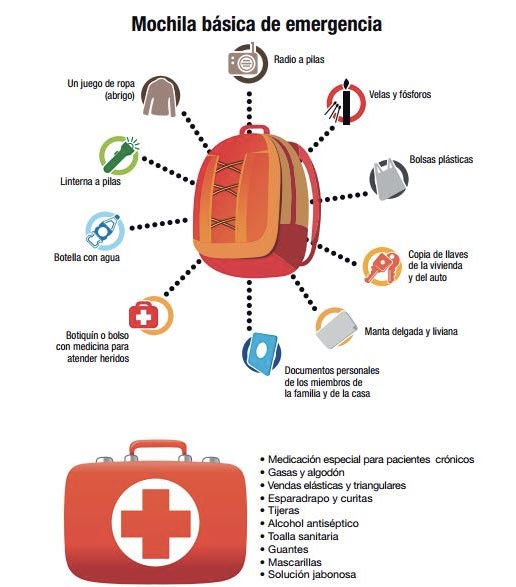 Mochila básica de emergencia
Radio a pilas
Un juego de ropa
(abrigo)
Velas y fósforos
Linterna a pilas
Bolsas plásticas
Botella con agua
Copia de llaves
de la vivienda
y del auto
Botiquín o bolso
con medicina para
atender heridos
Manta delgada y liviana
Documentos personales
de los miembros de
la familia y de la casa
• Medicación especial para pacientes crónicos
• Gasas y algodón
• Vendas elásticas y triangulares
• Esparadrapo y curitas
• Tijeras
• Alcohol antiséptico
• Toalla sanitaria
• Guantes
• Mascarillas
• Solución jabonosa